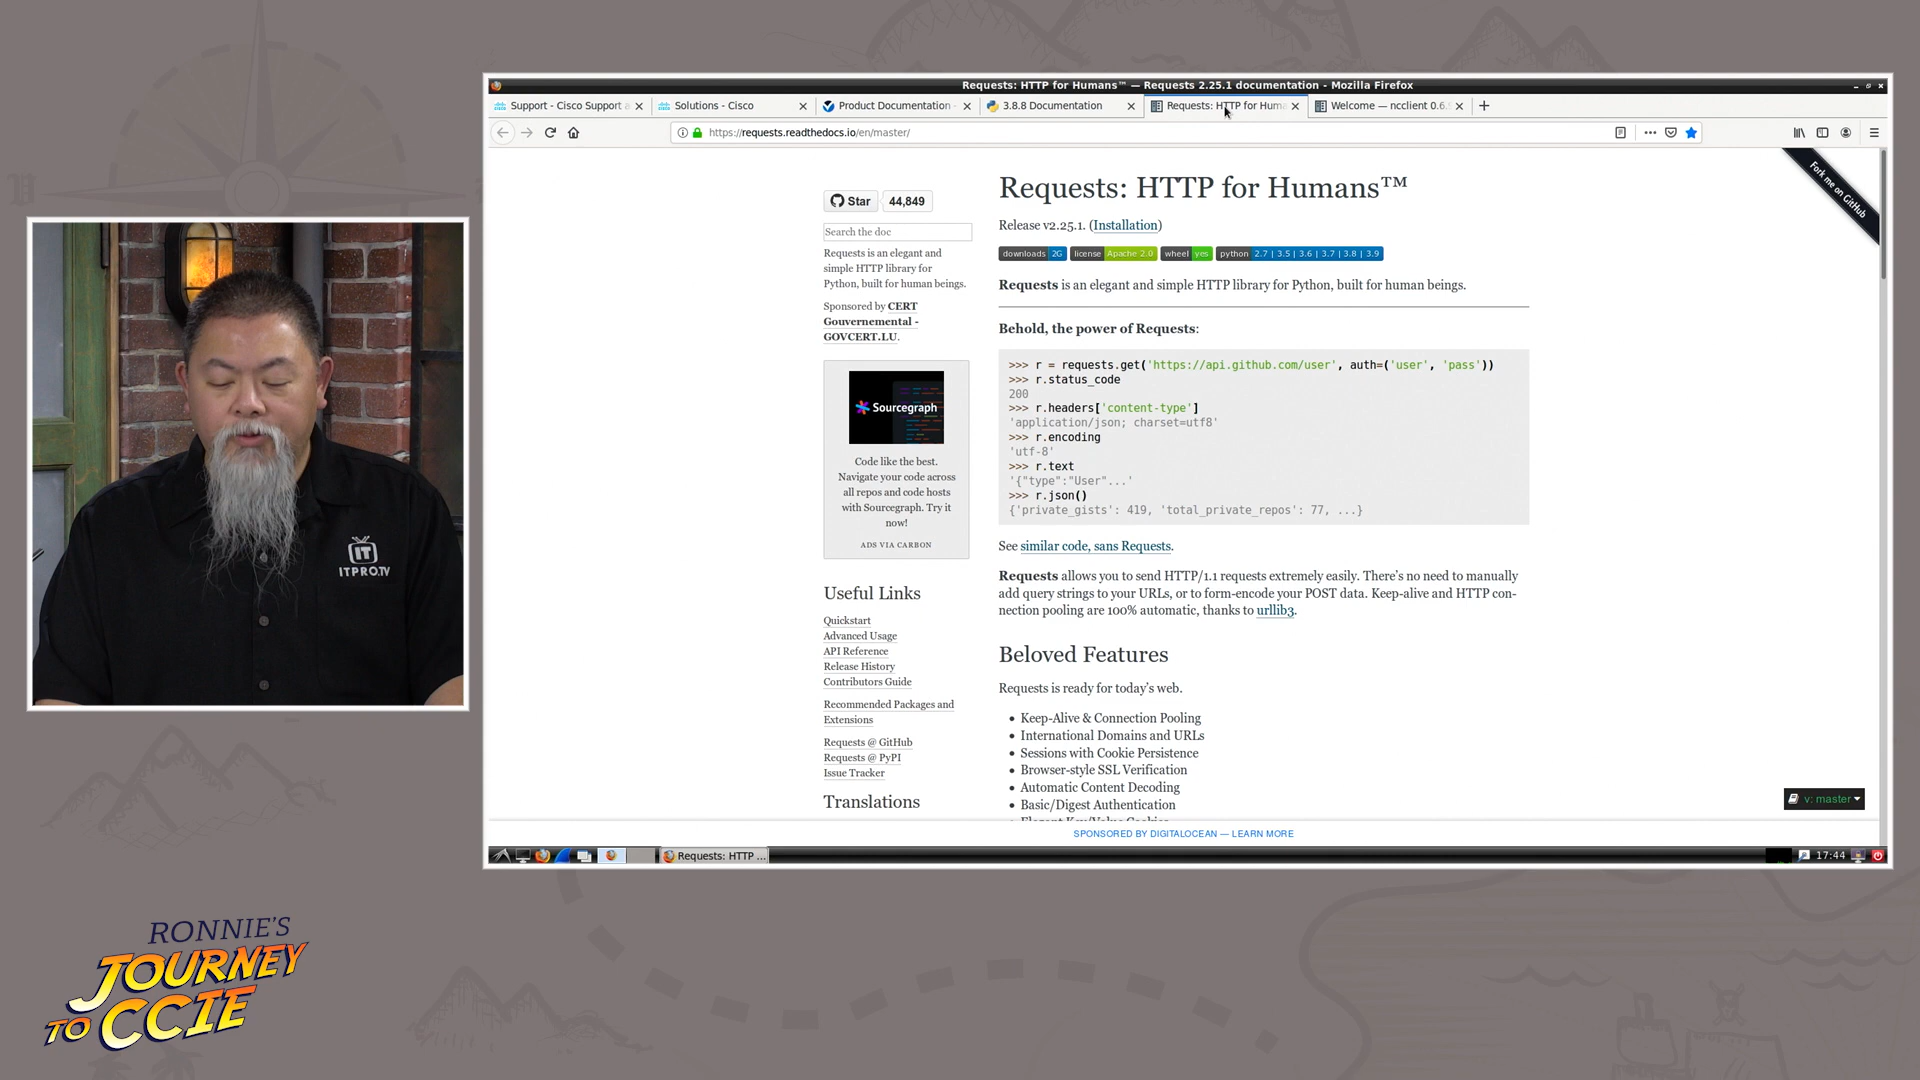 Requests: HTTP for Humans™ — Requests 2.25.1 documentation - Mozilla Firefox
Support - Cisco Support
Solutions - Cisco
Product Documentation -
3.8.8 Documentation
Requests: HTTP for Huma
Welcome — ncclient 0.6.
https://requests.readthedocs.io/en/master/
Fork me on GitHub
Star 44,849
Search the doc
Requests is an elegant and
simple HTTP library for
Python, built for human beings.
Sponsored by CERT
Gouvernemental -
GOVCERT.LU.
Sourcegraph
Code like the best.
Navigate your code across
all repos and code hosts
with Sourcegraph. Try it
now!
ADS VIA CARBON
Useful Links
Quickstart
Advanced Usage
API Reference
Release History
Contributors Guide
Recommended Packages and
Extensions
Requests @ GitHub
Requests @ PyPI
Issue Tracker
Translations
Requests: HTTP for Humans™
Release v2.25.1. (Installation)
downloads 2G license Apache 2.0 wheel yes python 2.7 | 3.5 | 3.6 | 3.7 | 3.8 | 3.9
Requests is an elegant and simple HTTP library for Python, built for human beings.
Behold, the power of Requests:
>>> r = requests.get('https://api.github.com/user', auth=('user', 'pass'))
>>> r.status_code
200
>>> r.headers['content-type']
'application/json; charset=utf8'
>>> r.encoding
'utf-8'
>>> r.text
'{"type":"User"...'
>>> r.json()
{'private_gists': 419, 'total_private_repos': 77, ...}
See similar code, sans Requests.
Requests allows you to send HTTP/1.1 requests extremely easily. There's no need to manually
add query strings to your URLs, or to form-encode your POST data. Keep-alive and HTTP con-
nection pooling are 100% automatic, thanks to urllib3.
Beloved Features
Requests is ready for today's web.
• Keep-Alive & Connection Pooling
• International Domains and URLs
• Sessions with Cookie Persistence
• Browser-style SSL Verification
• Automatic Content Decoding
• Basic/Digest Authentication
v: master
SPONSORED BY DIGITALOCEAN — LEARN MORE
Requests: HTTP ...
17:44
IT
ITPRO.TV
RONNIE'S
JOURNEY
TO CCIE